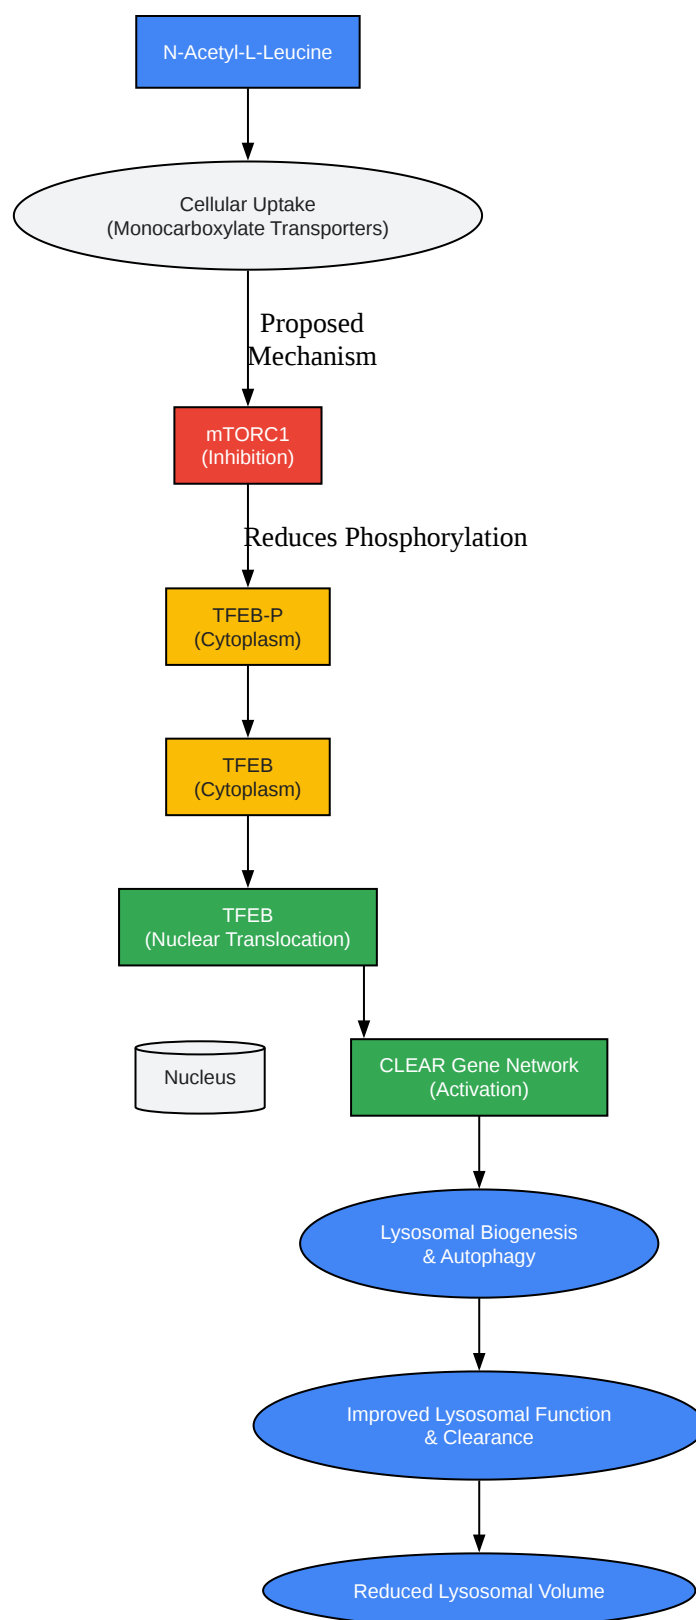 N-Acetyl-L-Leucine
Cellular Uptake
(Monocarboxylate Transporters)
Proposed
Mechanism
mTORC1
(Inhibition)
Reduces Phosphorylation
TFEB-P
(Cytoplasm)
TFEB
(Cytoplasm)
TFEB
(Nuclear Translocation)
Nucleus
CLEAR Gene Network
(Activation)
Lysosomal Biogenesis
& Autophagy
Improved Lysosomal Function
& Clearance
Reduced Lysosomal Volume